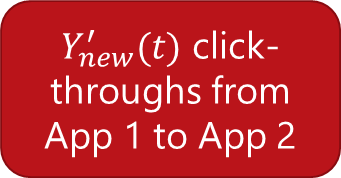 Y′new(t) click-
throughs from
App 1 to App 2